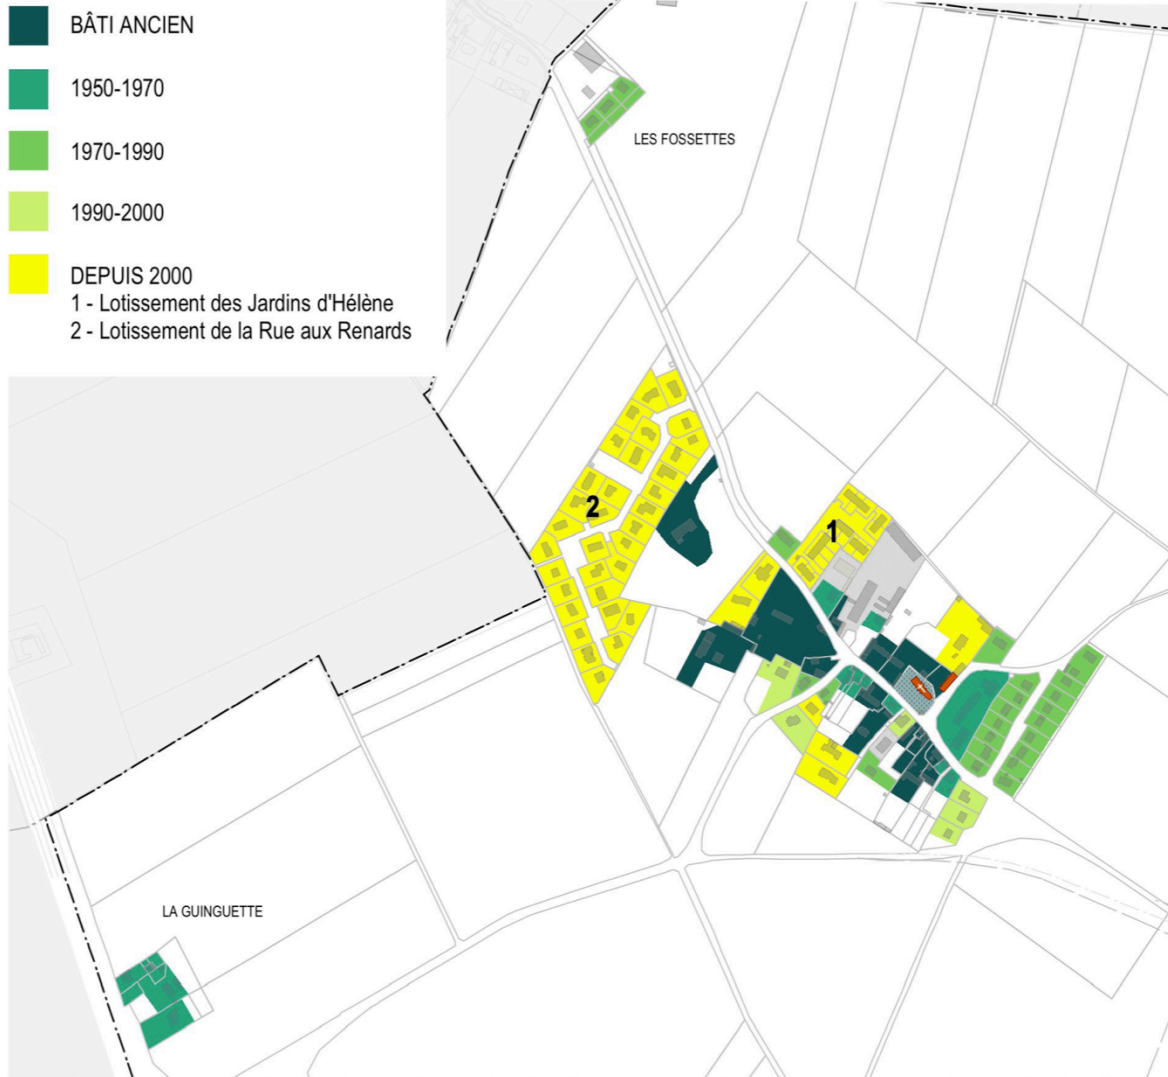 BÂTI ANCIEN
1950-1970
1970-1990
1990-2000
DEPUIS 2000
1 - Lotissement des Jardins d'Hélène
2 - Lotissement de la Rue aux Renards
LES FOSSETTES
2
1
LA GUINGUETTE